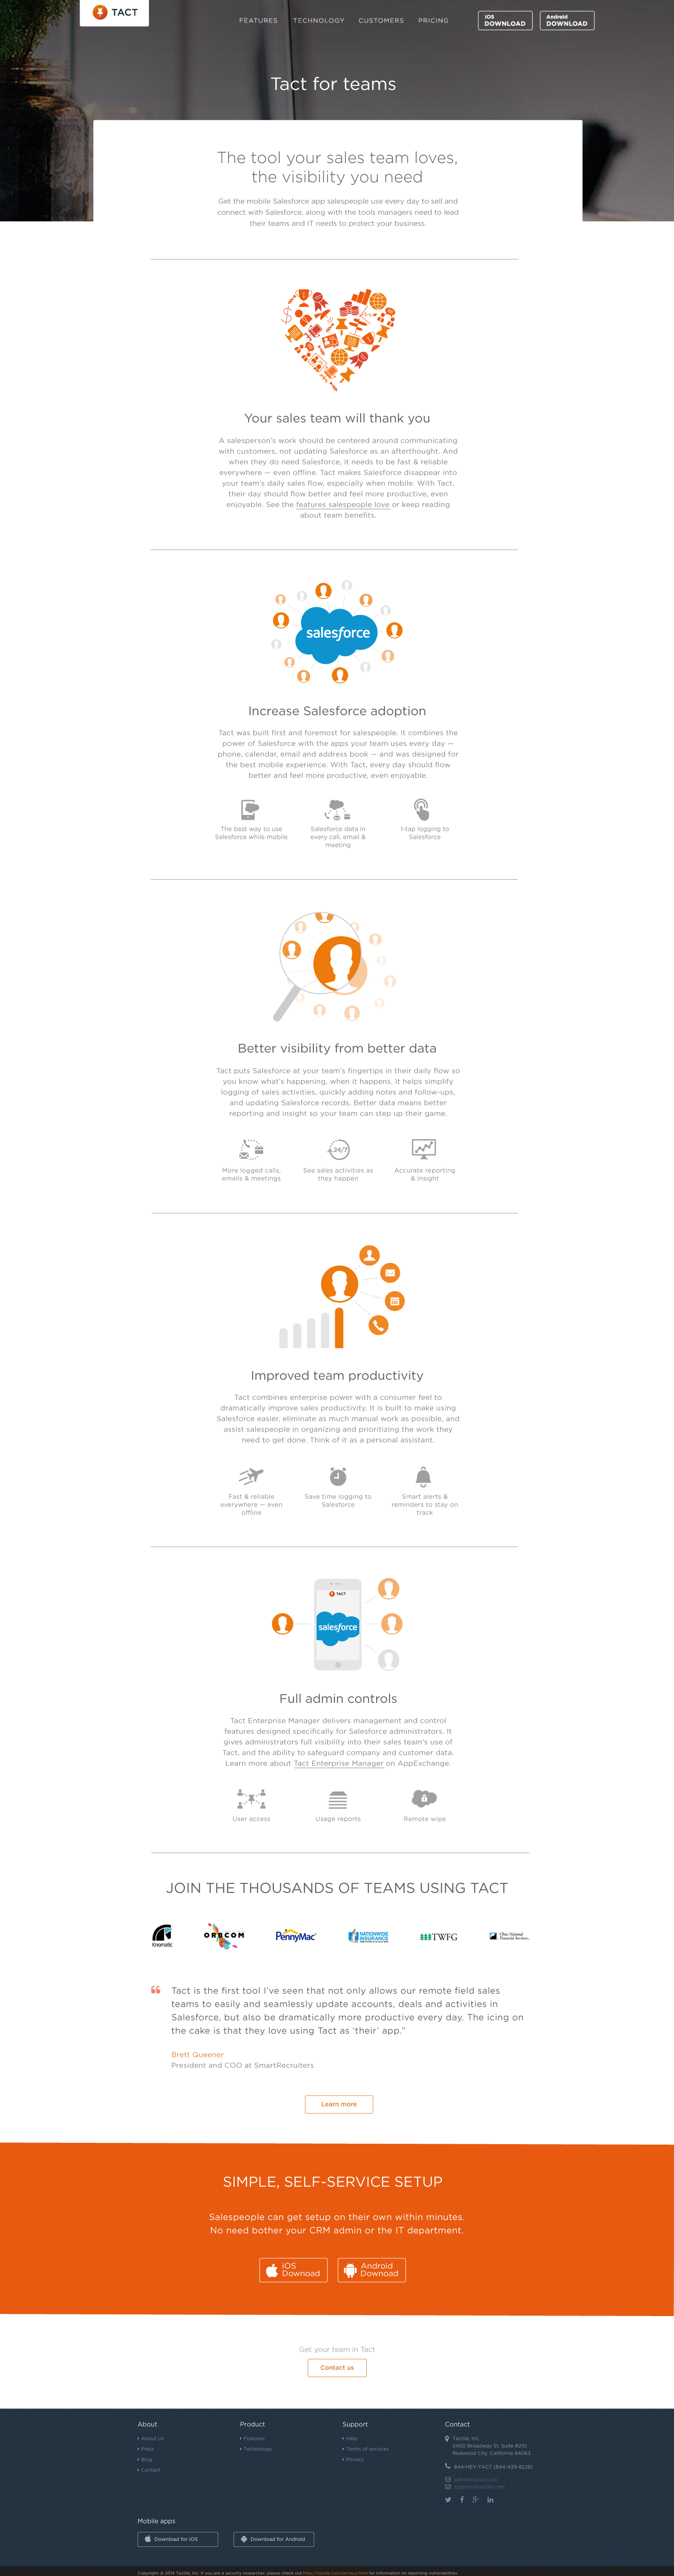 TACT
FEATURES TECHNOLOGY CUSTOMERS PRICING
iOS
DOWNLOAD
Android
DOWNLOAD
Tact for teams
The tool your sales team loves,
the visibility you need
Get the mobile Salesforce app salespeople use every day to sell and
connect with Salesforce, along with the tools managers need to lead
their teams and IT needs to protect your business.
Your sales team will thank you
A salesperson's work should be centered around communicating
with customers, not updating Salesforce as an afterthought. And
when they do need Salesforce, it needs to be fast & reliable
everywhere — even offline. Tact makes Salesforce disappear into
your team's daily sales flow, especially when mobile. With Tact,
their day should flow better and feel more productive, even
enjoyable. See the features salespeople love or keep reading
about team benefits.
salesforce
Increase Salesforce adoption
Tact was built first and foremost for salespeople. It combines the
power of Salesforce with the apps your team uses every day —
phone, calendar, email and address book — and was designed for
the best mobile experience. With Tact, every day should flow
better and feel more productive, even enjoyable.
The best way to use
Salesforce while mobile
Salesforce data in
every call, email &
meeting
1-tap logging to
Salesforce
Better visibility from better data
Tact puts Salesforce at your team's fingertips in their daily flow so
you know what's happening, when it happens. It helps simplify
logging of sales activities, quickly adding notes and follow-ups,
and updating Salesforce records. Better data means better
reporting and insight so your team can step up their game.
24/7
More logged calls,
emails & meetings
See sales activities as
they happen
Accurate reporting
& insight
Improved team productivity
Tact combines enterprise power with a consumer feel to
dramatically improve sales productivity. It is built to make using
Salesforce easier, eliminate as much manual work as possible, and
assist salespeople in organizing and prioritizing the work they
need to get done. Think of it as a personal assistant.
Fast & reliable
everywhere — even
offline
Save time logging to
Salesforce
Smart alerts &
reminders to stay on
track
TACT
salesforce
Full admin controls
Tact Enterprise Manager delivers management and control
features designed specifically for Salesforce administrators. It
gives administrators full visibility into their sales team's use of
Tact, and the ability to safeguard company and customer data.
Learn more about Tact Enterprise Manager on AppExchange.
User access
Usage reports
Remote wipe
JOIN THE THOUSANDS OF TEAMS USING TACT
Knomatic
ORBCOM
PennyMac
NATIONWIDE
INSURANCE
TWFG
Ohio National
Financial Services.
“ Tact is the first tool I've seen that not only allows our remote field sales
teams to easily and seamlessly update accounts, deals and activities in
Salesforce, but also be dramatically more productive every day. The icing on
the cake is that they love using Tact as 'their' app.”
Brett Queener
President and COO at SmartRecruiters
Learn more
SIMPLE, SELF-SERVICE SETUP
Salespeople can get setup on their own within minutes.
No need bother your CRM admin or the IT department.
iOS
Downoad
Android
Downoad
Get your team in Tact
Contact us
About
About Us
Press
Blog
Contact
Product
Features
Technology
Support
Help
Terms of services
Privacy
Contact
Tactile, Inc.
2400 Broadway St, Suite #210
Redwood City, California 94063
844-HEY-TACT (844-439-8228)
sales@tactile.com
support@tactile.com
Mobile apps
Download for iOS
Download for Android
Copyright © 2014 Tactile, Inc. If you are a security researcher, please check out http://tactile.com/privacy.html for information on reporting vulnerabilities.